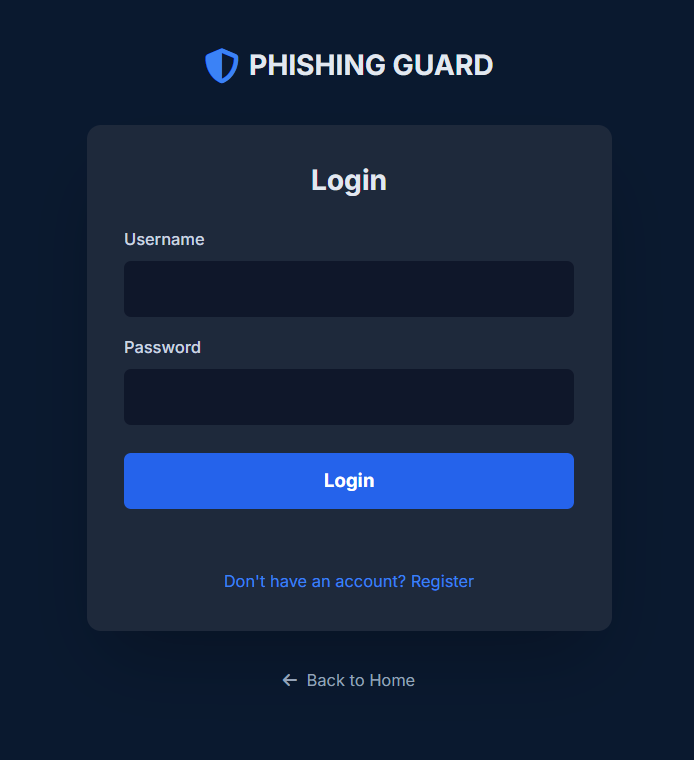 PHISHING GUARD
Login
Username
Password
Login
Don't have an account? Register
← Back to Home